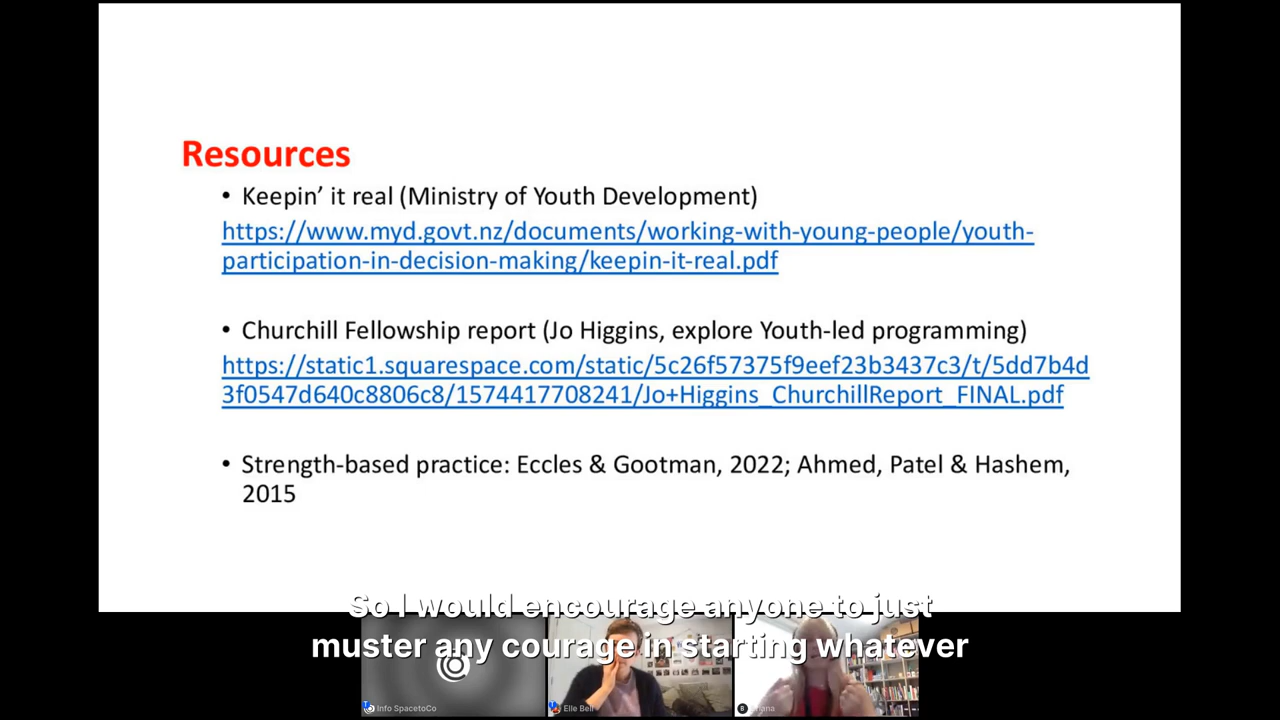 Resources
• Keepin’ it real (Ministry of Youth Development)
https://www.myd.govt.nz/documents/working-with-young-people/youth-
participation-in-decision-making/keepin-it-real.pdf
• Churchill Fellowship report (Jo Higgins, explore Youth-led programming)
https://static1.squarespace.com/static/5c26f57375f9eef23b3437c3/t/5dd7b4d
3f0547d640c8806c8/1574417708241/Jo+Higgins_ChurchillReport_FINAL.pdf
• Strength-based practice: Eccles & Gootman, 2022; Ahmed, Patel & Hashem,
2015
So I would encourage anyone to just
muster any courage in starting whatever
Info SpacetoCo
Elle Bell